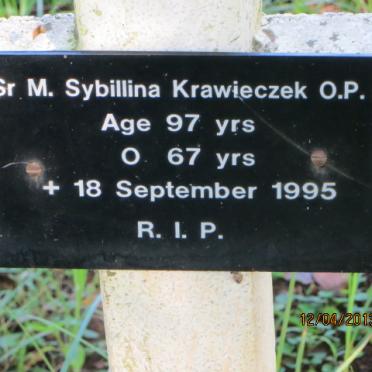 Sr M. Sybillina Krawieczek O.P.
Age 97 yrs
O 67 yrs
+ 18 September 1995
R. I. P.